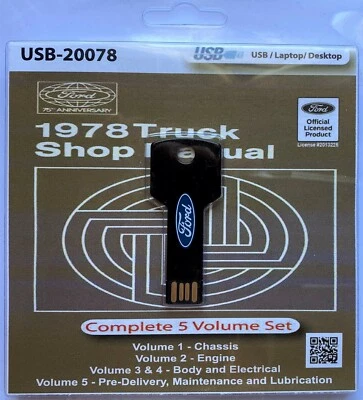 USB-20078
USB
USB / Laptop/ Desktop
Ford
75TH ANNIVERSARY
Ford
Official
Licensed
Product
License #2013225
1978 Truck
Shop Manual
Ford
Complete 5 Volume Set
Volume 1 - Chassis
Volume 2 - Engine
Volume 3 & 4 - Body and Electrical
Volume 5 - Pre-Delivery, Maintenance and Lubrication